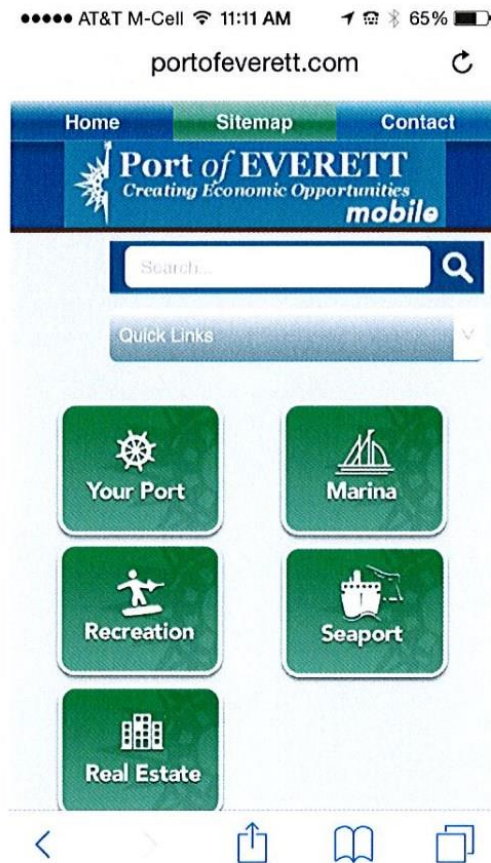 AT&T M-Cell 11:11 AM 65%
portofeverett.com
Home Sitemap Contact
Port of EVERETT
Creating Economic Opportunities
mobile
Search...
Quick Links
Your Port Marina
Recreation Seaport
Real Estate